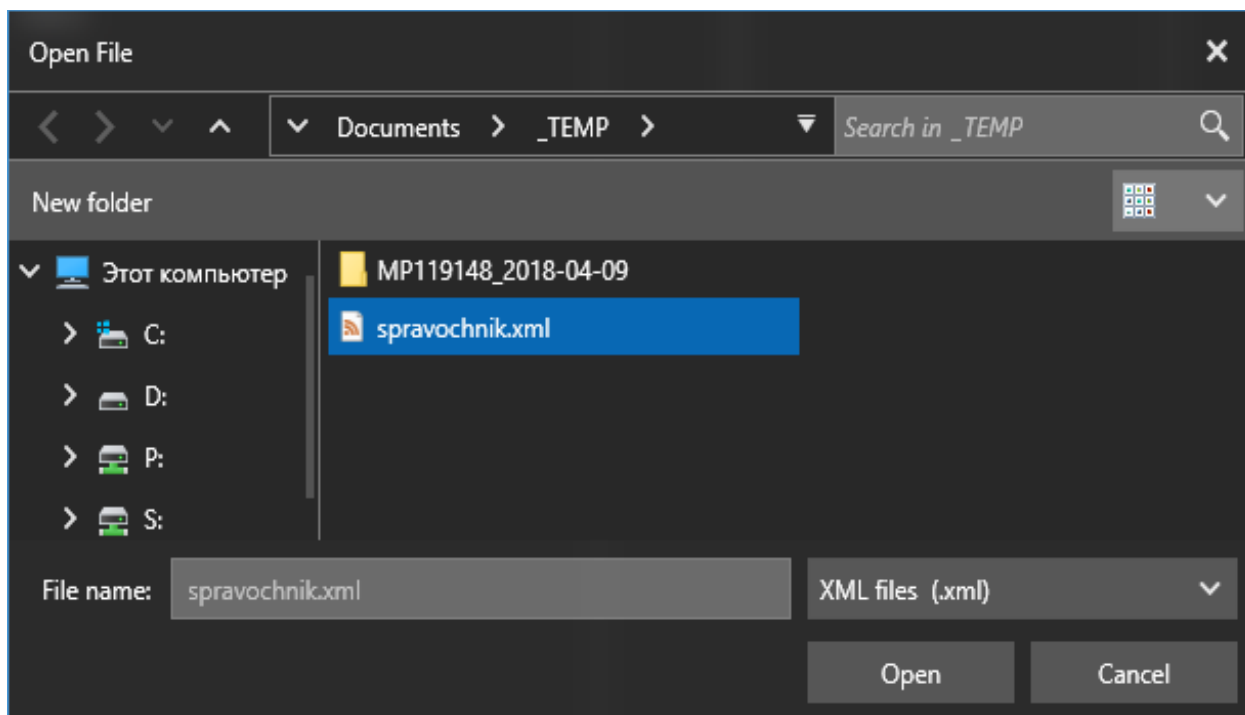 Open File
Documents _TEMP Search in _TEMP
New folder
Этот компьютер
C:
D:
P:
S:
MP119148_2018-04-09
spravochnik.xml
File name: spravochnik.xml XML files (.xml)
Open Cancel